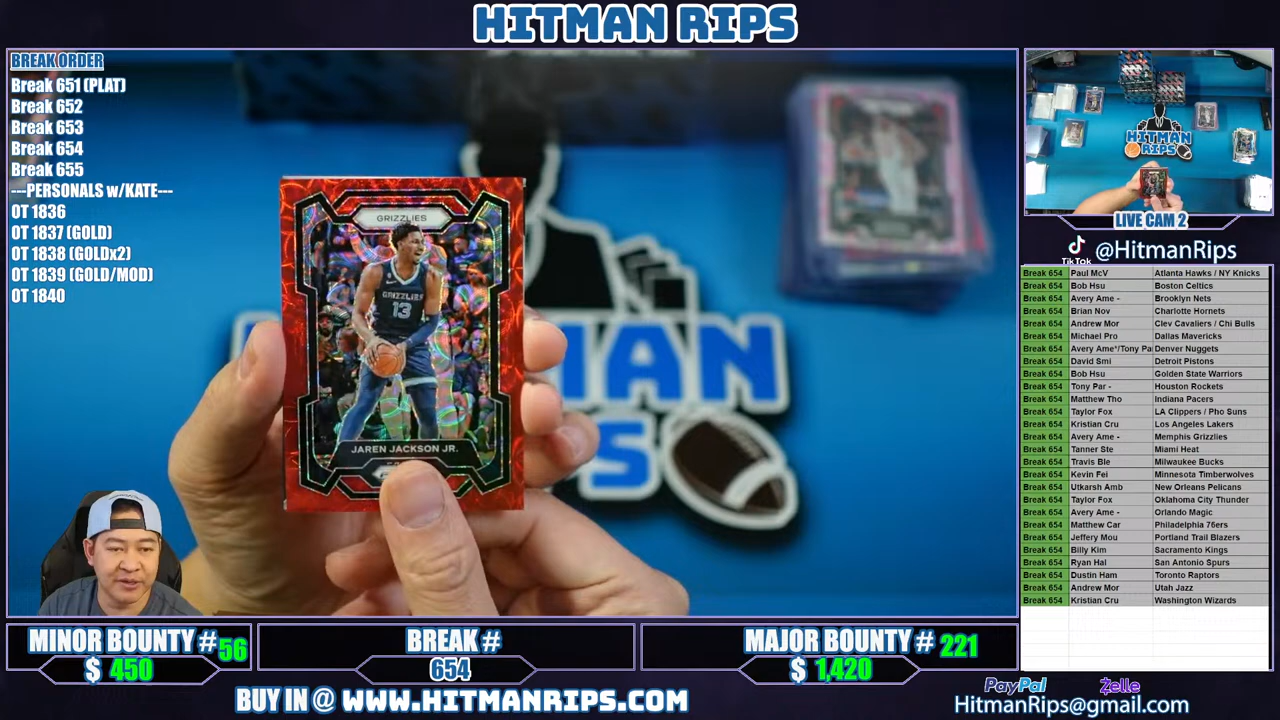 HITMAN RIPS
BREAK ORDER
Break 651 (PLAT)
Break 652
Break 653
Break 654
Break 655
---PERSONALS w/KATE---
OT 1836
OT 1837 (GOLD)
OT 1838 (GOLDx2)
OT 1839 (GOLD/MOD)
OT 1840
GRIZZLIES
GRIZZLIES
13
JAREN JACKSON JR.
HITMAN
LIVE CAM 2
TikTok @HitmanRips
Break 654 Paul McV Atlanta Hawks / NY Knicks
Break 654 Bob Hsu Boston Celtics
Break 654 Avery Ame - Brooklyn Nets
Break 654 Brian Nov Charlotte Hornets
Break 654 Andrew Mor Clev Cavaliers / Chi Bulls
Break 654 Michael Pro Dallas Mavericks
Break 654 Avery Ame*/Tony Pa Denver Nuggets
Break 654 David Smi Detroit Pistons
Break 654 Bob Hsu Golden State Warriors
Break 654 Tony Par - Houston Rockets
Break 654 Matthew Tho Indiana Pacers
Break 654 Taylor Fox LA Clippers / Pho Suns
Break 654 Kristian Cru Los Angeles Lakers
Break 654 Avery Ame - Memphis Grizzlies
Break 654 Tanner Ste Miami Heat
Break 654 Travis Ble Milwaukee Bucks
Break 654 Kevin Fei Minnesota Timberwolves
Break 654 Utkarsh Amb New Orleans Pelicans
Break 654 Taylor Fox Oklahoma City Thunder
Break 654 Avery Ame - Orlando Magic
Break 654 Matthew Car Philadelphia 76ers
Break 654 Jeffery Mou Portland Trail Blazers
Break 654 Billy Kim Sacramento Kings
Break 654 Ryan Hal San Antonio Spurs
Break 654 Dustin Ham Toronto Raptors
Break 654 Andrew Mor Utah Jazz
Break 654 Kristian Cru Washington Wizards
MINOR BOUNTY # 56
$ 450
BREAK #
654
MAJOR BOUNTY # 221
$ 1,420
BUY IN @ WWW.HITMANRIPS.COM
PayPal Zelle
HitmanRips@gmail.com